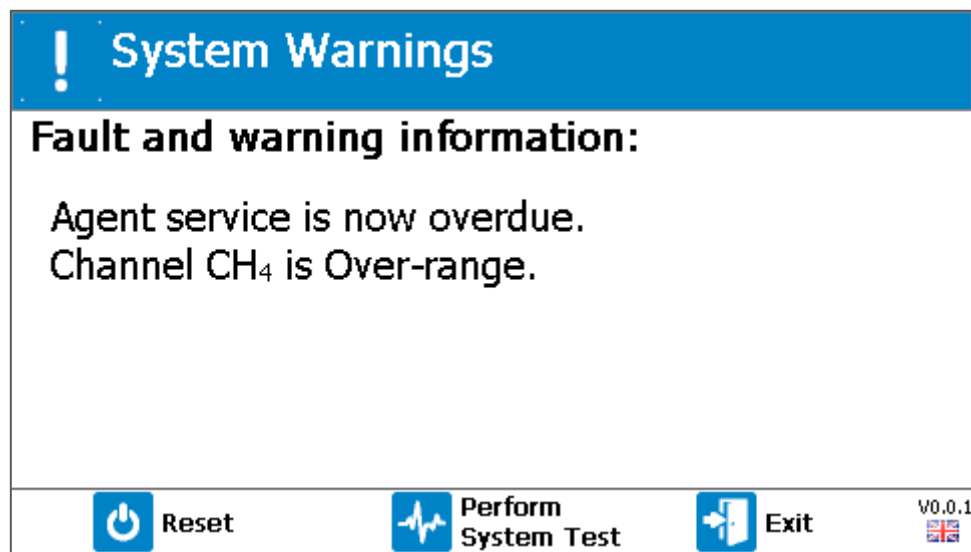 System Warnings
Fault and warning information:
Agent service is now overdue.
Channel CH₄ is Over-range.
Reset
Perform
System Test
Exit
V0.0.1